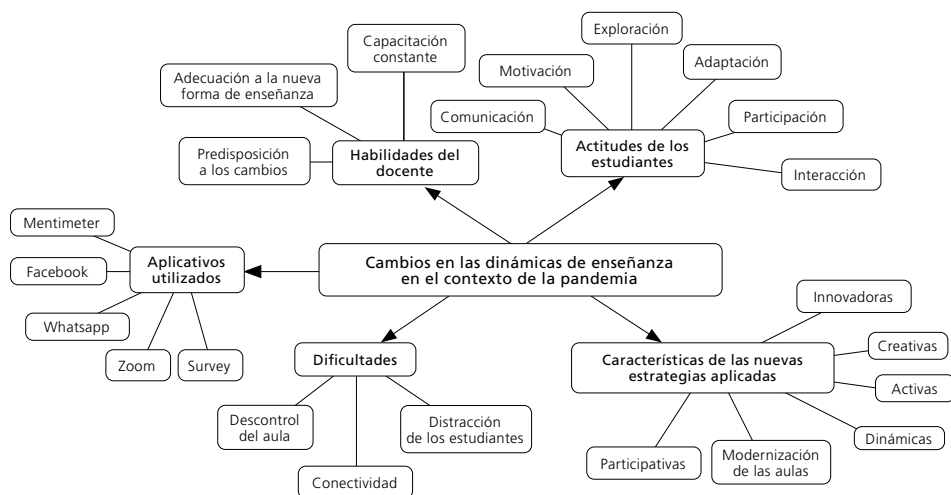 Exploración
Capacitación
constante
Adaptación
Motivación
Adecuación a la nueva
forma de enseñanza
Comunicación
Participación
Actitudes de los
estudiantes
Habilidades del
docente
Predisposición
a los cambios
Interacción
Mentimeter
Cambios en las dinámicas de enseñanza
en el contexto de la pandemia
Aplicativos
utilizados
Facebook
Innovadoras
Whatsapp
Creativas
Dificultades
Características de las nuevas
estrategias aplicadas
Zoom
Survey
Activas
Descontrol
del aula
Distracción
de los estudiantes
Dinámicas
Participativas
Modernización
de las aulas
Conectividad